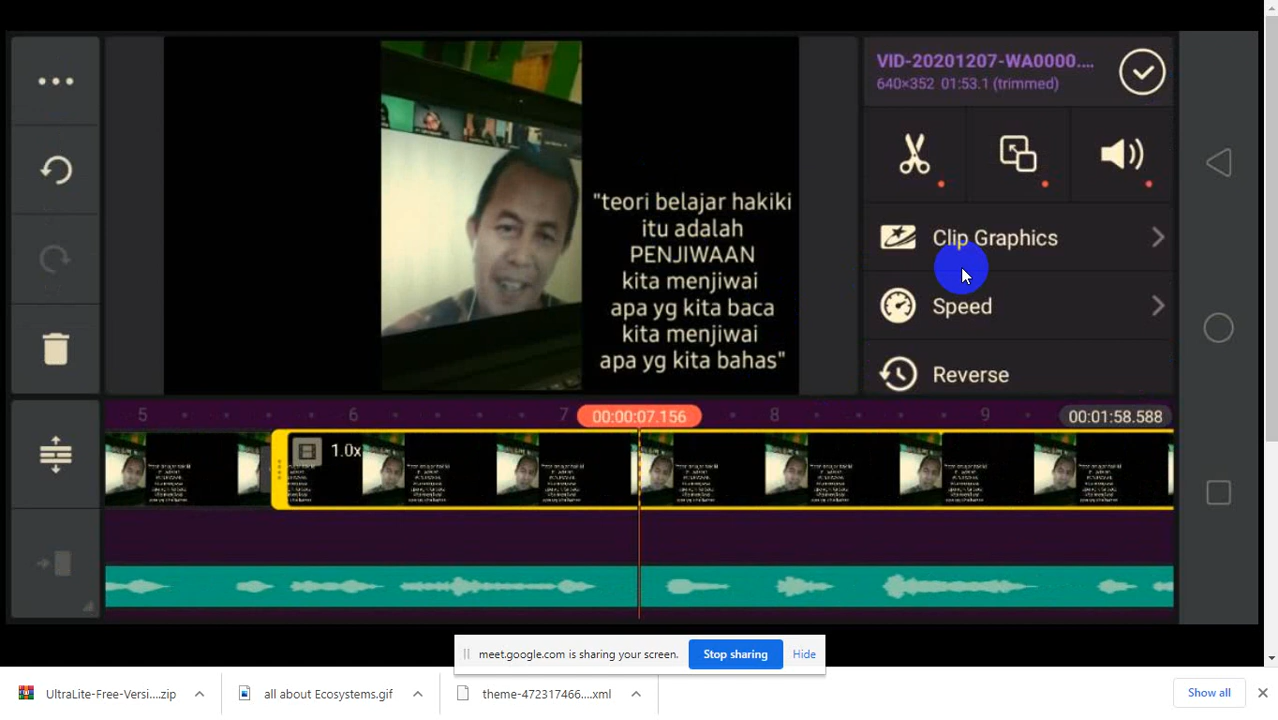 VID-20201207-WA0000....
640×352 01:53.1 (trimmed)
"teori belajar hakiki
itu adalah
PENJIWAAN
kita menjiwai
apa yg kita baca
kita menjiwai
apa yg kita bahas"
Clip Graphics
Speed
Reverse
5
6
7
00:00:07.156
8
9
00:01:58.588
1.0x
meet.google.com is sharing your screen.
Stop sharing
Hide
UltraLite-Free-Versi....zip
all about Ecosystems.gif
theme-472317466....xml
Show all